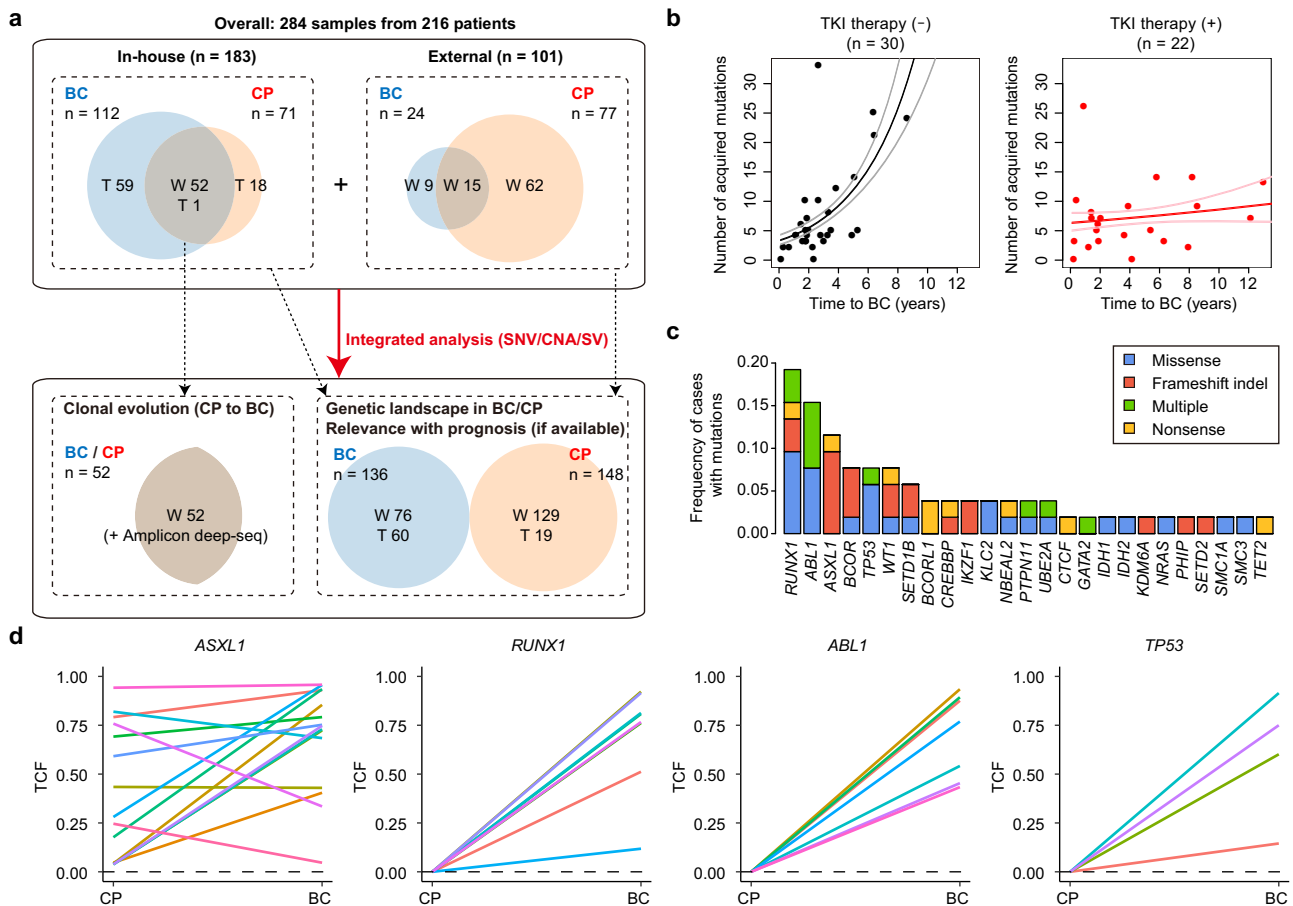 a
Overall: 284 samples from 216 patients
In-house (n = 183)
External (n = 101)
BC
n = 112
CP
n = 71
T 59
W 52
T 1
T 18
+
BC
n = 24
CP
n = 77
W 9
W 15
W 62
Integrated analysis (SNV/CNA/SV)
Clonal evolution (CP to BC)
BC / CP
n = 52
W 52
(+ Amplicon deep-seq)
Genetic landscape in BC/CP
Relevance with prognosis (if available)
BC
n = 136
CP
n = 148
W 76
T 60
W 129
T 19
b
TKI therapy (−)
(n = 30)
Number of acquired mutations
30
25
20
15
10
5
0
0 2 4 6 8 10 12
Time to BC (years)
TKI therapy (+)
(n = 22)
Number of acquired mutations
30
25
20
15
10
5
0
0 2 4 6 8 10 12
Time to BC (years)
c
Frequecncy of cases
with mutations
0.20
0.15
0.10
0.05
0.00
Missense
Frameshift indel
Multiple
Nonsense
RUNX1
ABL1
ASXL1
BCOR
TP53
WT1
SETD1B
BCORL1
CREBBP
IKZF1
KLC2
NBEAL2
PTPN11
UBE2A
CTCF
GATA2
IDH1
IDH2
KDM6A
NRAS
PHIP
SETD2
SMC1A
SMC3
TET2
d
ASXL1
TCF
1.00
0.75
0.50
0.25
0.00
CP BC
RUNX1
TCF
1.00
0.75
0.50
0.25
0.00
CP BC
ABL1
TCF
1.00
0.75
0.50
0.25
0.00
CP BC
TP53
TCF
1.00
0.75
0.50
0.25
0.00
CP BC